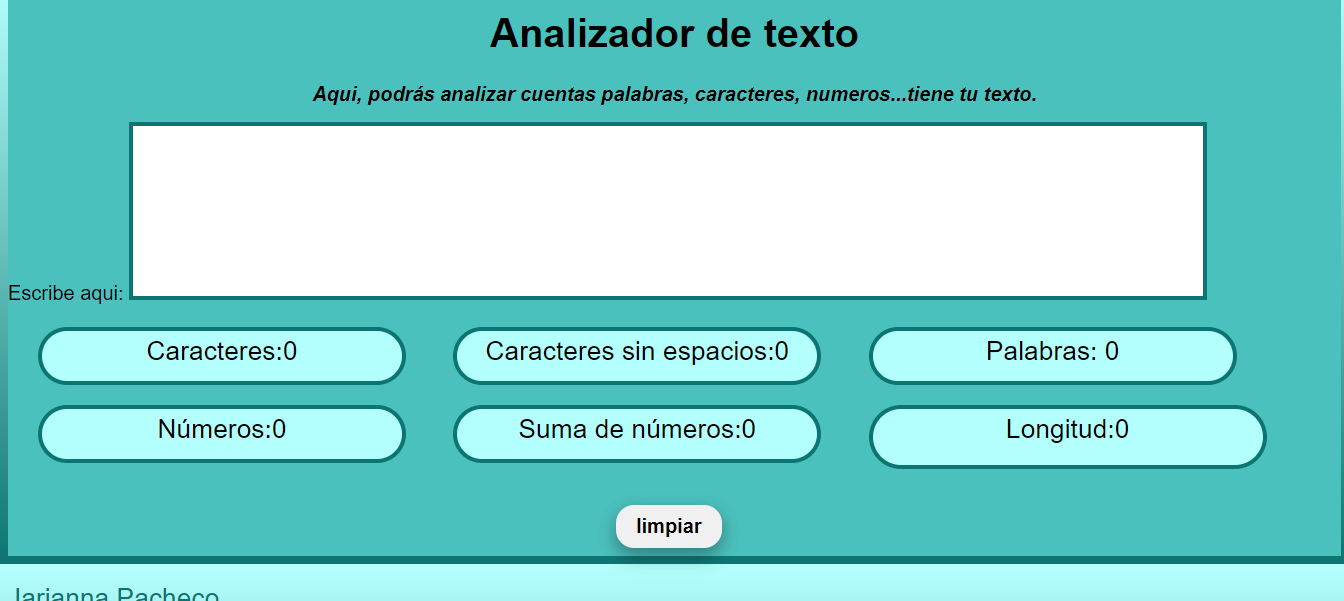 Analizador de texto
Aqui, podrás analizar cuentas palabras, caracteres, numeros...tiene tu texto.
Escribe aqui:
Caracteres:0 Caracteres sin espacios:0 Palabras: 0
Números:0 Suma de números:0 Longitud:0
limpiar
Iarianna Pacheco